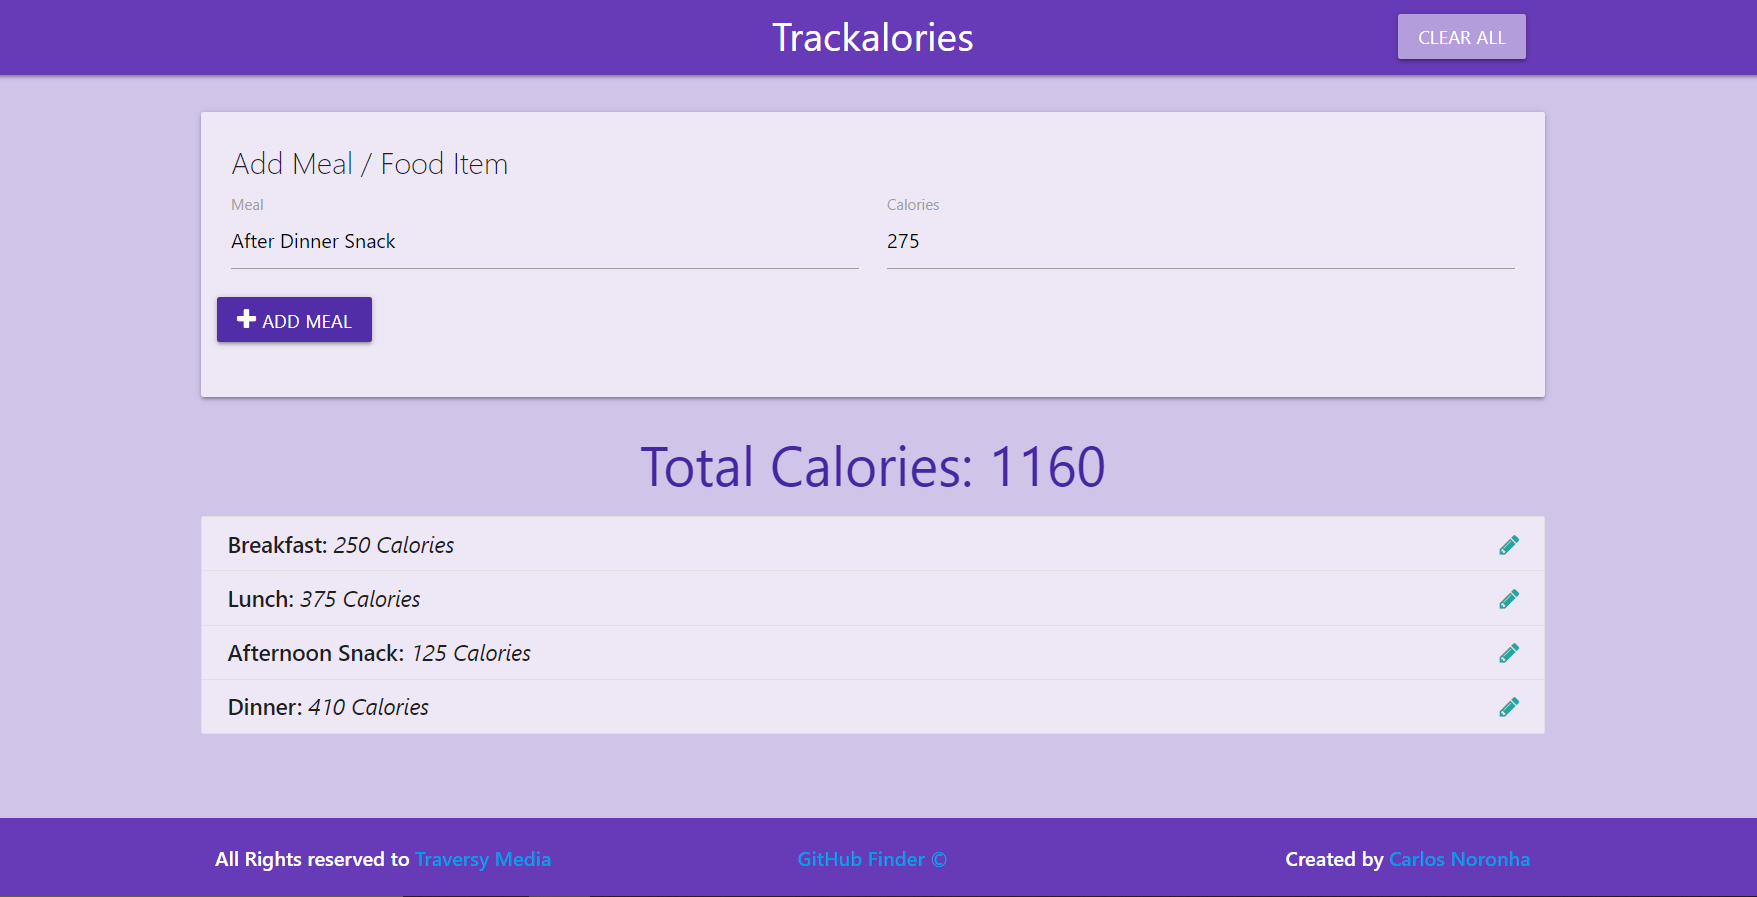 Trackalories
CLEAR ALL
Add Meal / Food Item
Meal
Calories
After Dinner Snack
275
ADD MEAL
Total Calories: 1160
Breakfast: 250 Calories
Lunch: 375 Calories
Afternoon Snack: 125 Calories
Dinner: 410 Calories
All Rights reserved to Traversy Media
GitHub Finder ©
Created by Carlos Noronha